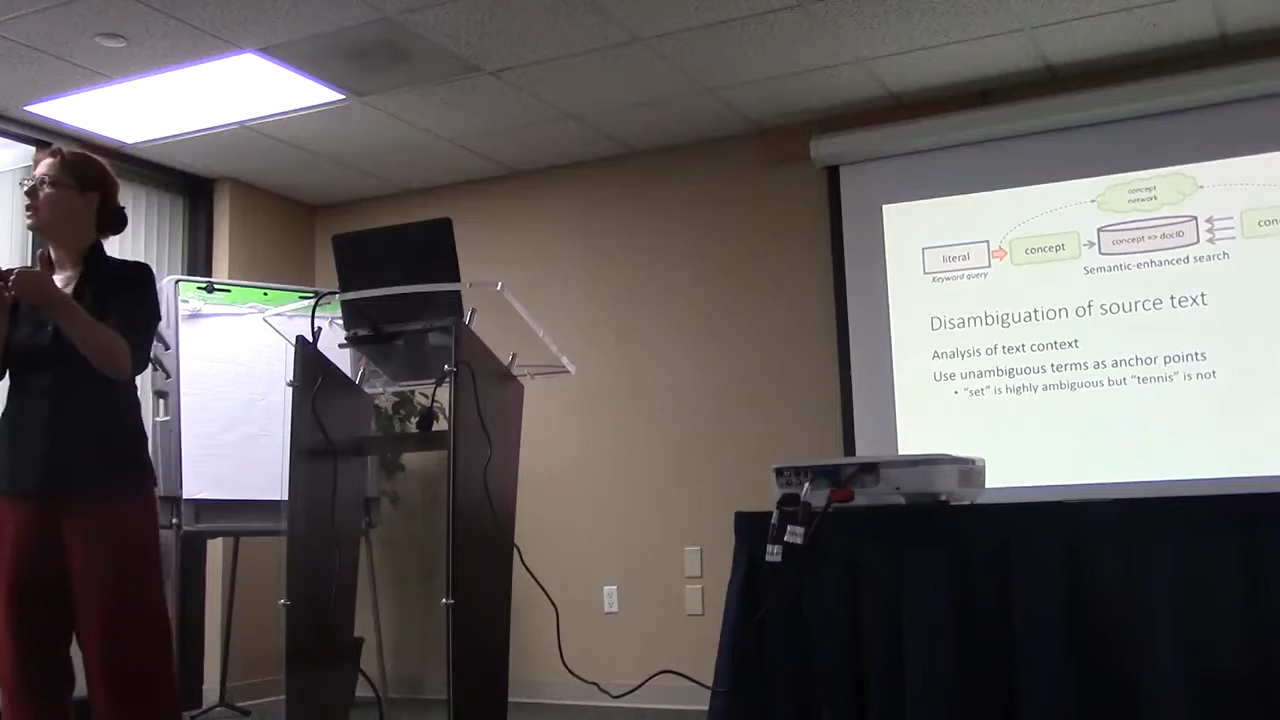 concept
network
literal
concept
concept => docID
con
Keyword query
Semantic-enhanced search
Disambiguation of source text
Analysis of text context
Use unambiguous terms as anchor points
• “set” is highly ambiguous but “tennis” is not